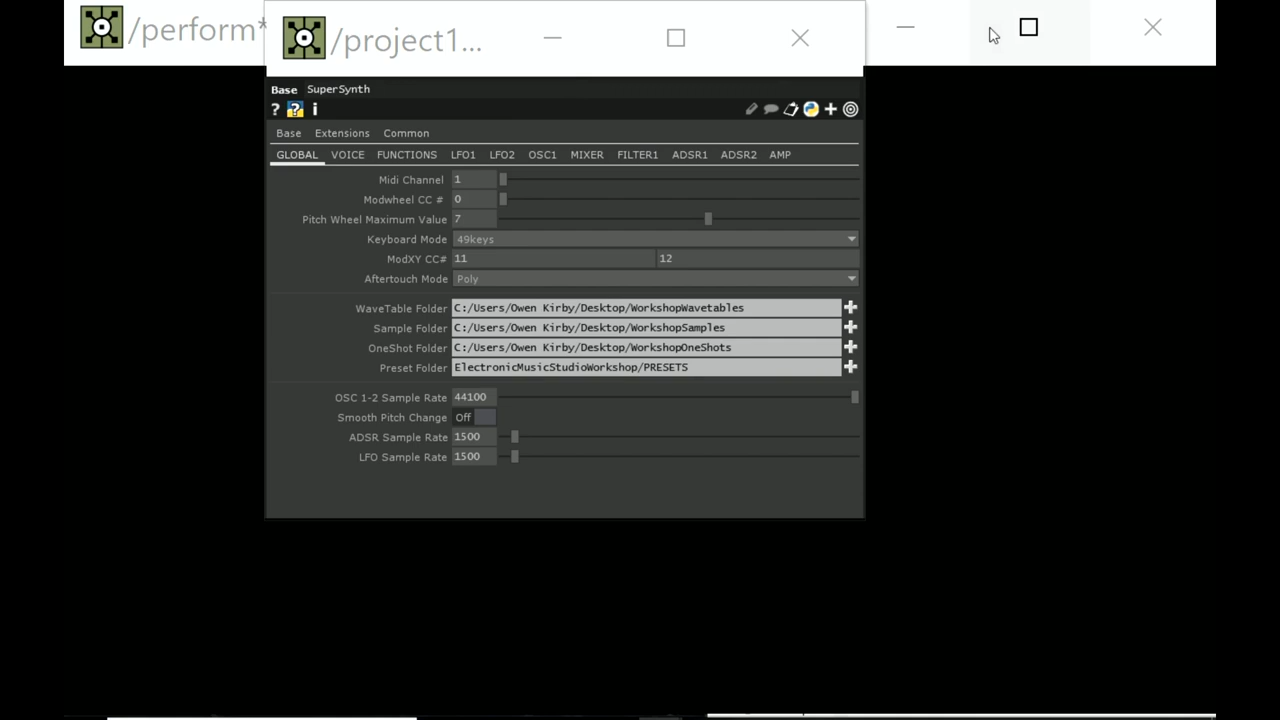 /perform*
/project1...
Base SuperSynth
? ? i
Base Extensions Common
GLOBAL VOICE FUNCTIONS LFO1 LFO2 OSC1 MIXER FILTER1 ADSR1 ADSR2 AMP
Midi Channel 1
Modwheel CC # 0
Pitch Wheel Maximum Value 7
Keyboard Mode 49keys
ModXY CC# 11 12
Aftertouch Mode Poly
WaveTable Folder C:/Users/Owen Kirby/Desktop/WorkshopWavetables
Sample Folder C:/Users/Owen Kirby/Desktop/WorkshopSamples
OneShot Folder C:/Users/Owen Kirby/Desktop/WorkshopOneShots
Preset Folder ElectronicMusicStudioWorkshop/PRESETS
OSC 1-2 Sample Rate 44100
Smooth Pitch Change Off
ADSR Sample Rate 1500
LFO Sample Rate 1500